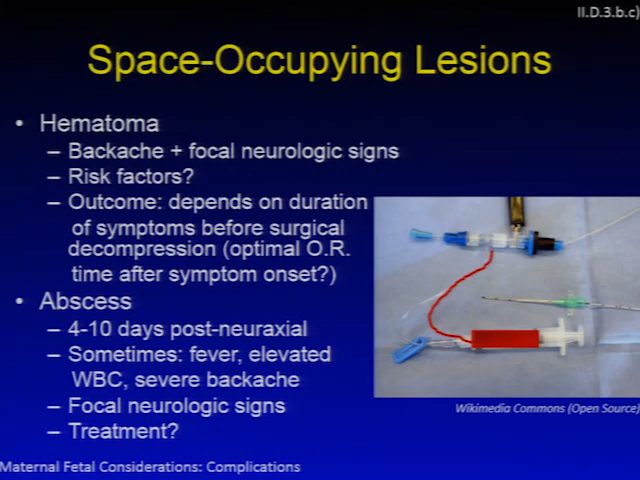 II.D.3.b.c)
Space-Occupying Lesions
• Hematoma
– Backache + focal neurologic signs
– Risk factors?
– Outcome: depends on duration
of symptoms before surgical
decompression (optimal O.R.
time after symptom onset?)
• Abscess
– 4-10 days post-neuraxial
– Sometimes: fever, elevated
WBC, severe backache
– Focal neurologic signs
– Treatment?
Wikimedia Commons (Open Source)
Maternal Fetal Considerations: Complications